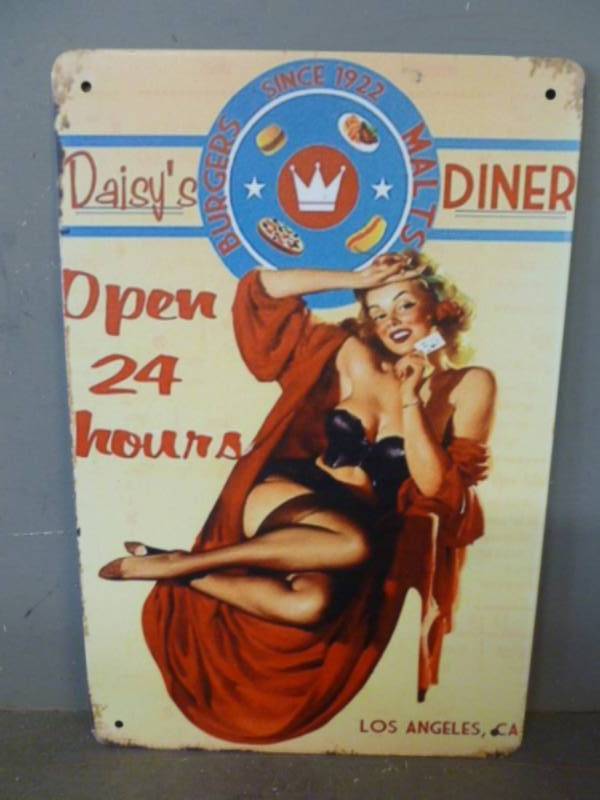 SINCE 1922
BURGERS
MALTS
Daisy's DINER
Open
24
hours
LOS ANGELES, CA